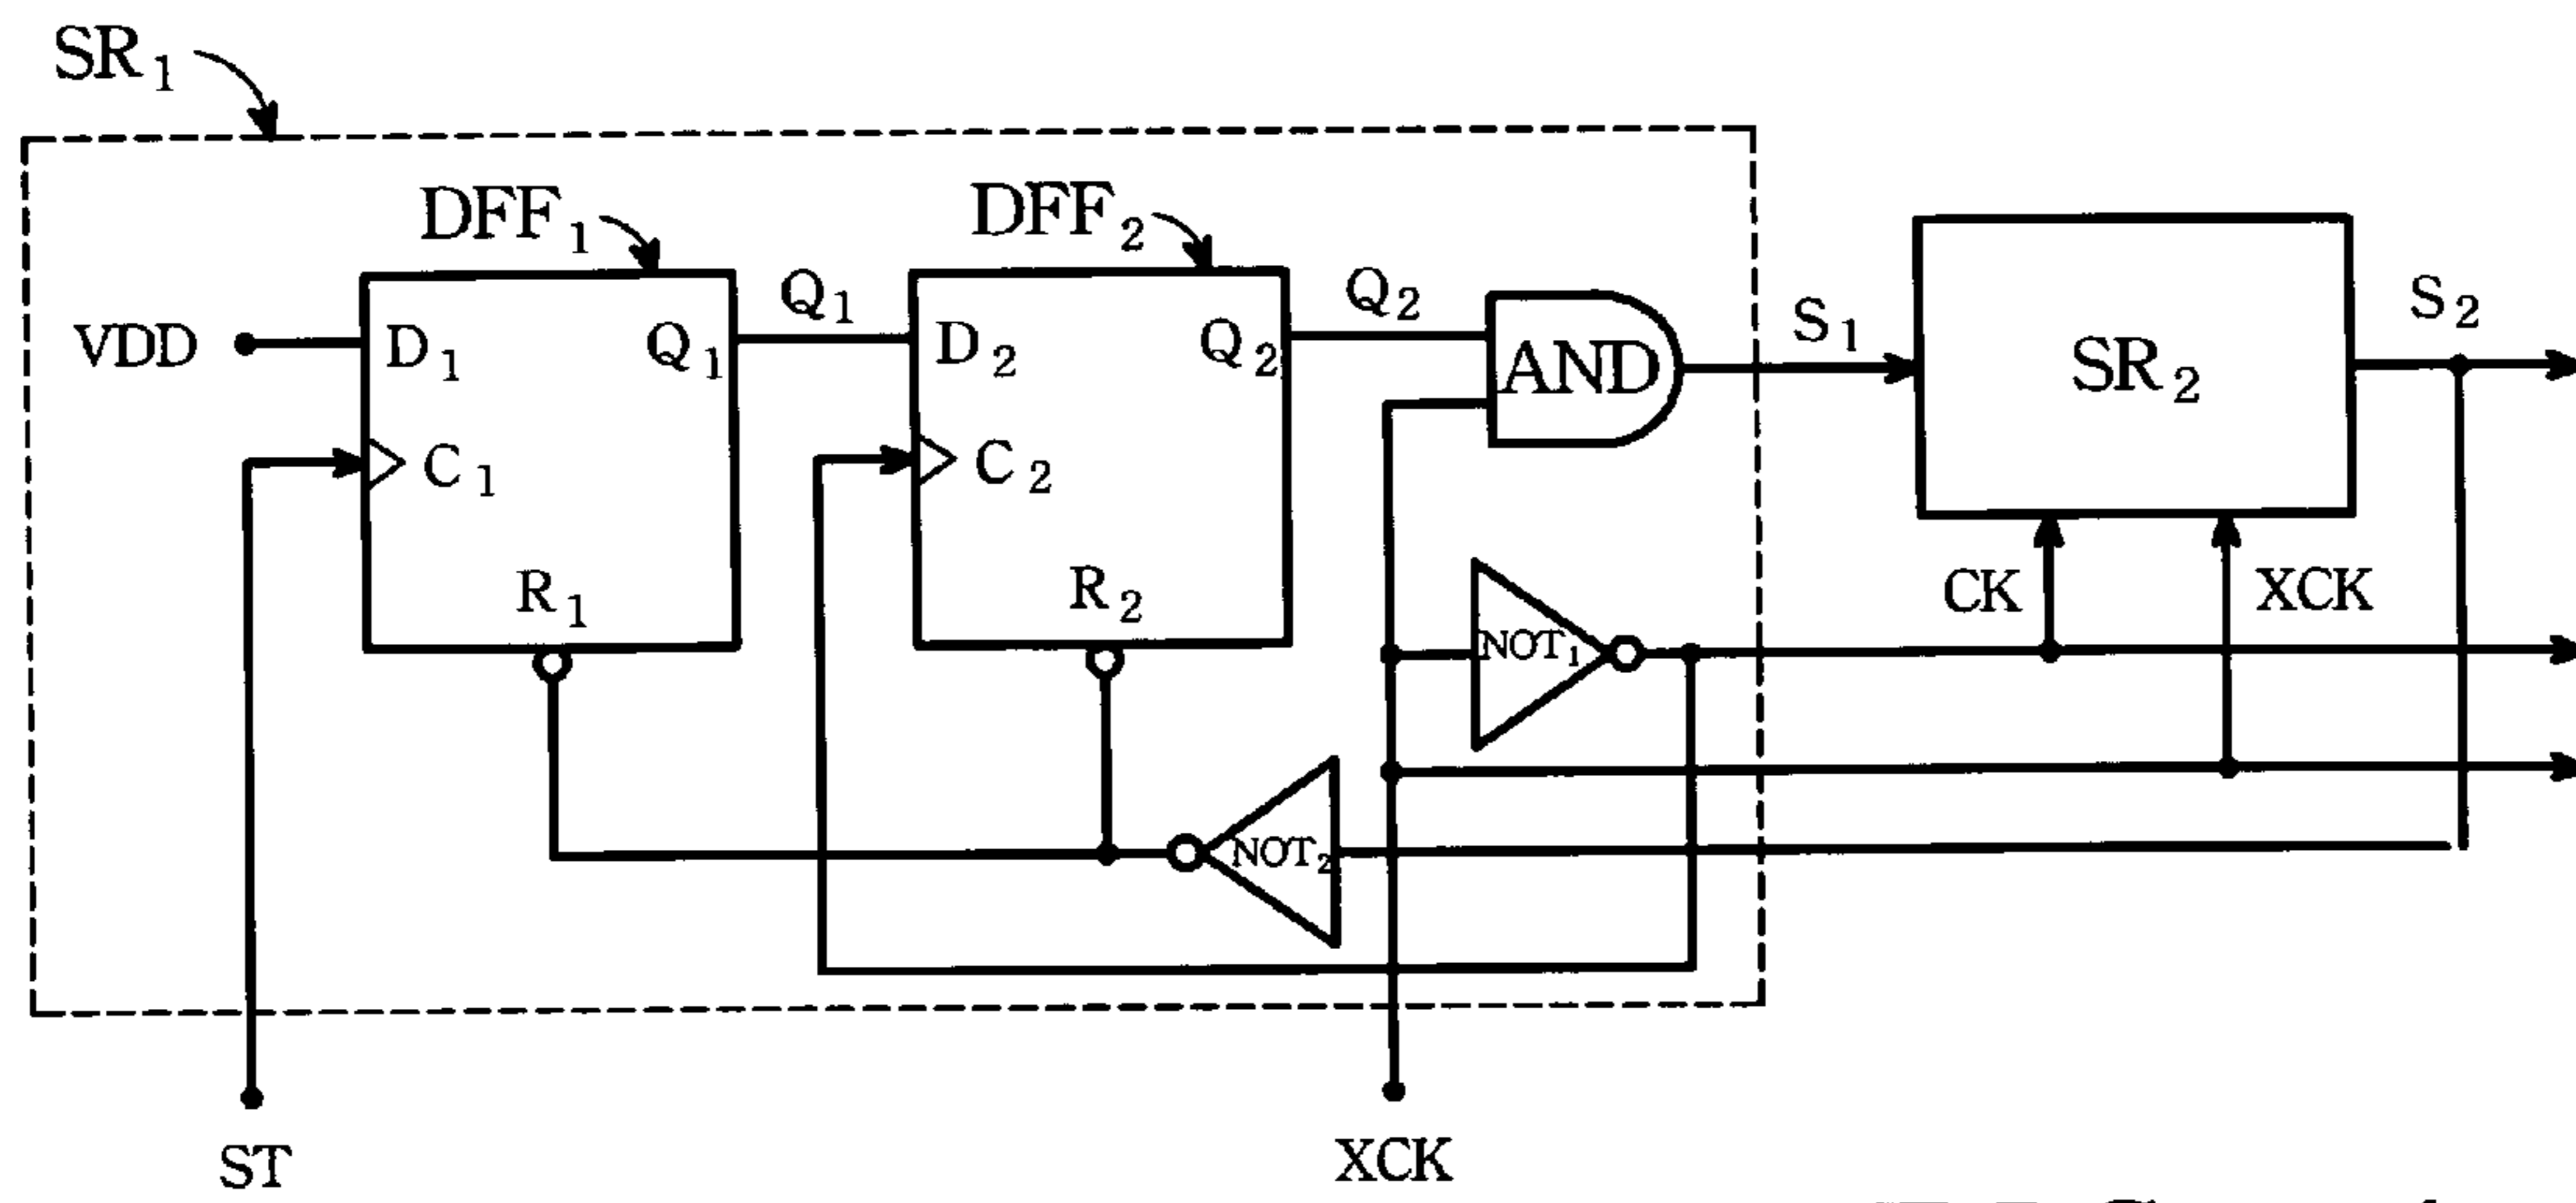 SR1
DFF1
DFF2
VDD
D1
Q1
Q1
D2
Q2
Q2
AND
S1
SR2
S2
C1
C2
R1
R2
NOT1
CK
XCK
NOT2
ST
XCK